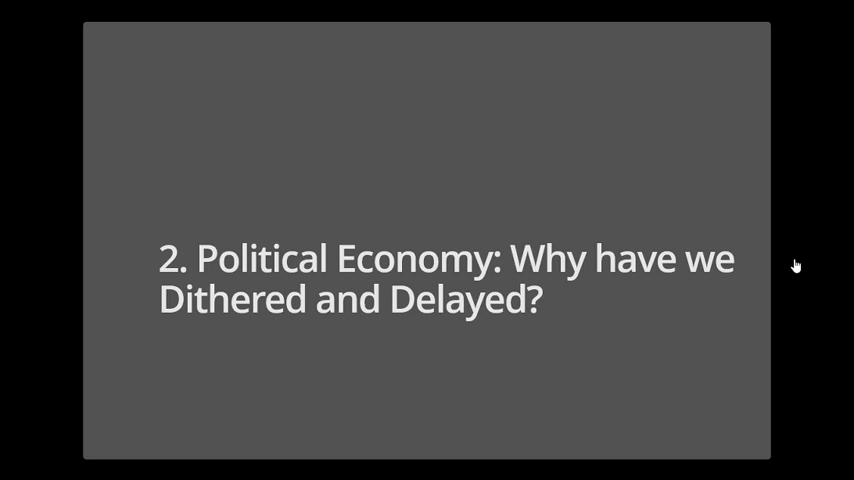 2. Political Economy: Why have we
Dithered and Delayed?